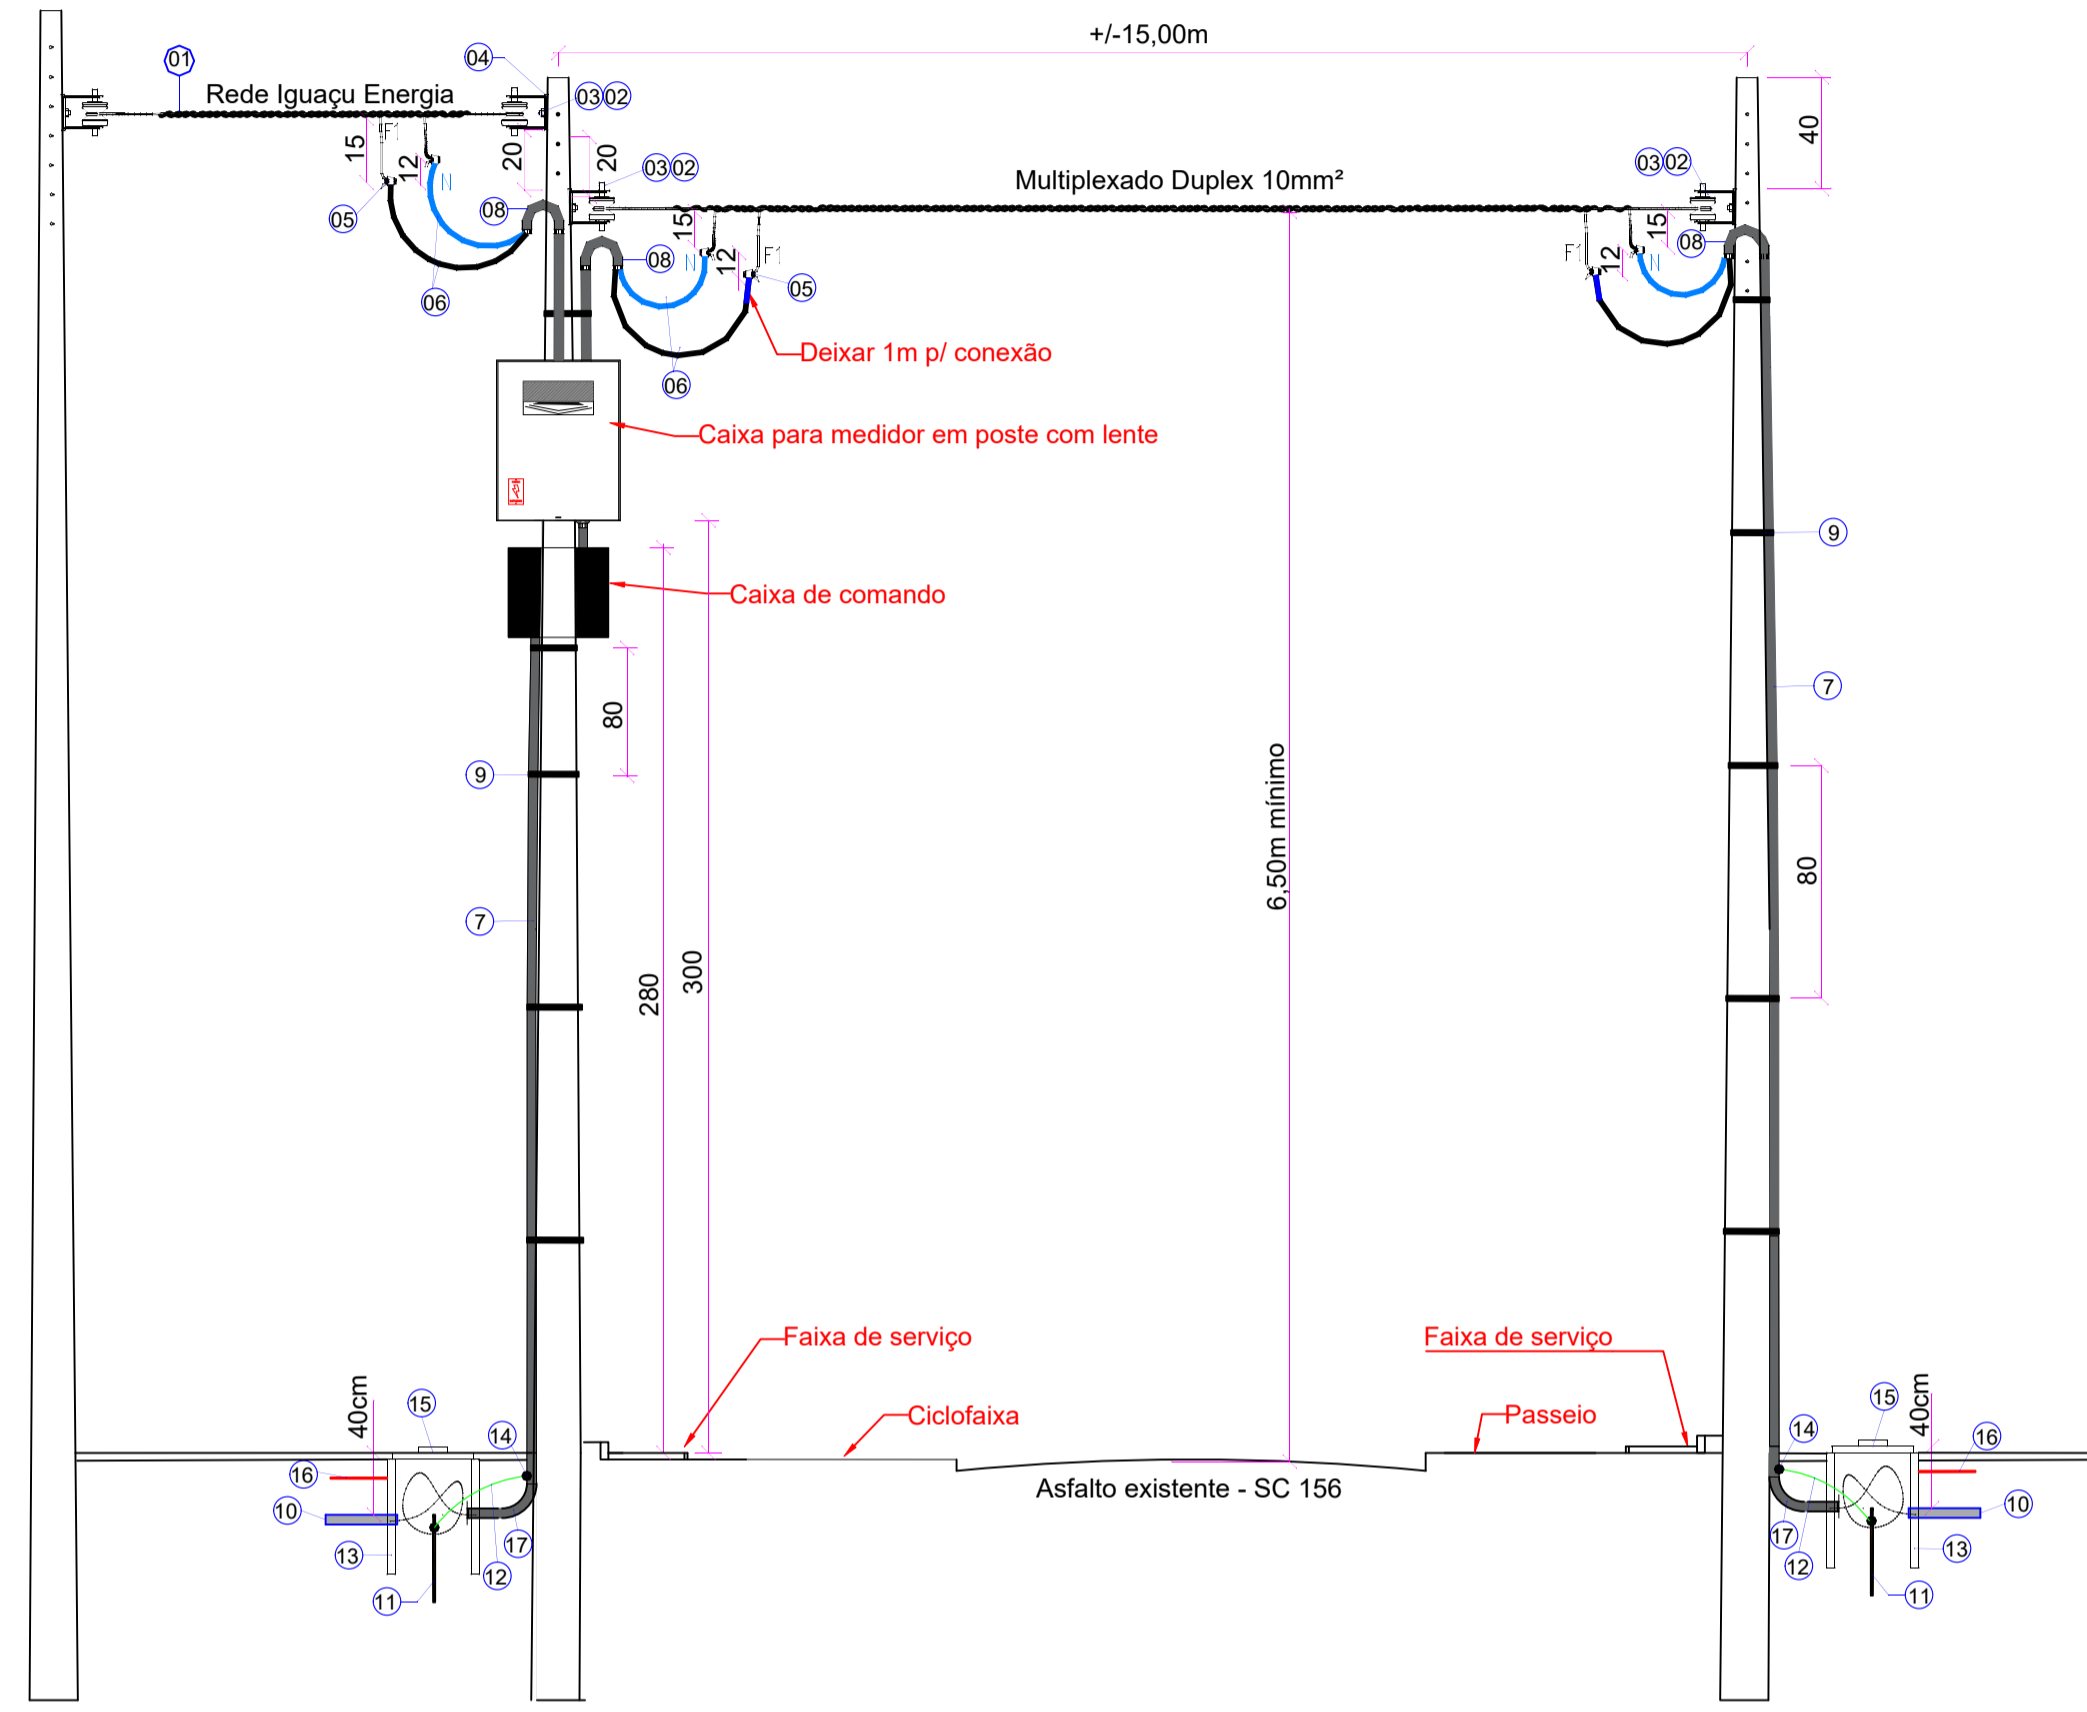 +/-15,00m
01
04
Rede Iguaçu Energia
03 02
40
F1
15
12
N
20
20
03 02
Multiplexado Duplex 10mm²
03 02
05
08
15
15
08
08
N
12
F1
F1
12
N
06
05
Deixar 1m p/ conexão
06
Caixa para medidor em poste com lente
9
Caixa de comando
80
7
9
6,50m mínimo
80
7
280
300
Faixa de serviço
Faixa de serviço
40cm
15
Ciclofaixa
Passeio
15
40cm
14
14
16
16
Asfalto existente - SC 156
10
10
17
17
13
13
12
12
11
11